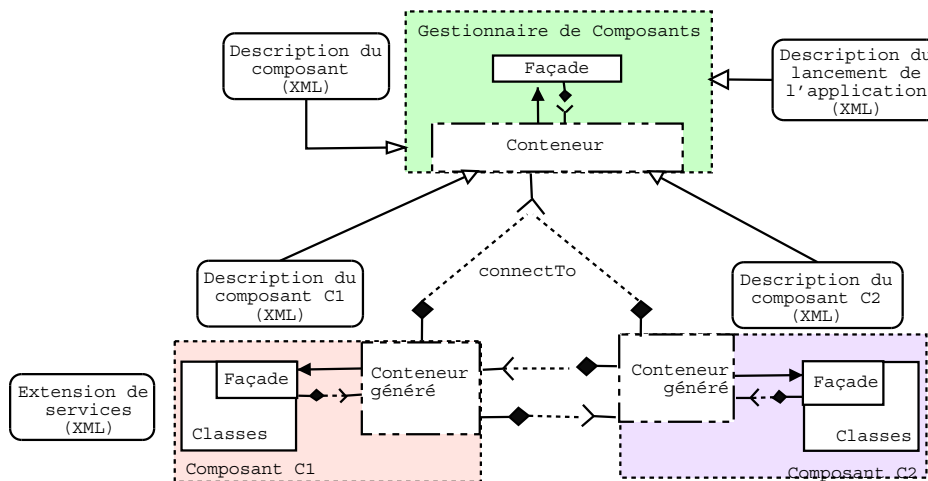 Gestionnaire de Composants
Description du
composant
(XML)
Façade
Conteneur
Description du
lancement de
l'application
(XML)
Description du
composant C1
(XML)
connectTo
Description du
composant C2
(XML)
Extension de
services
(XML)
Façade
Classes
Conteneur
généré
Composant C1
Conteneur
généré
Façade
Classes
Composant C2